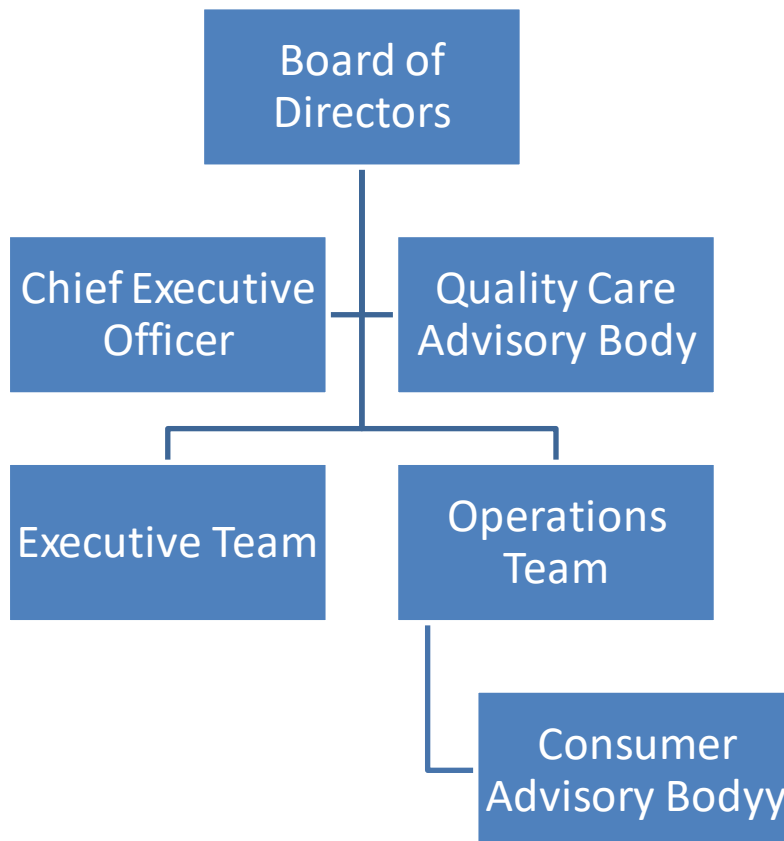 Board of
Directors
Chief Executive
Officer
Quality Care
Advisory Body
Executive Team
Operations
Team
Consumer
Advisory Bodyy